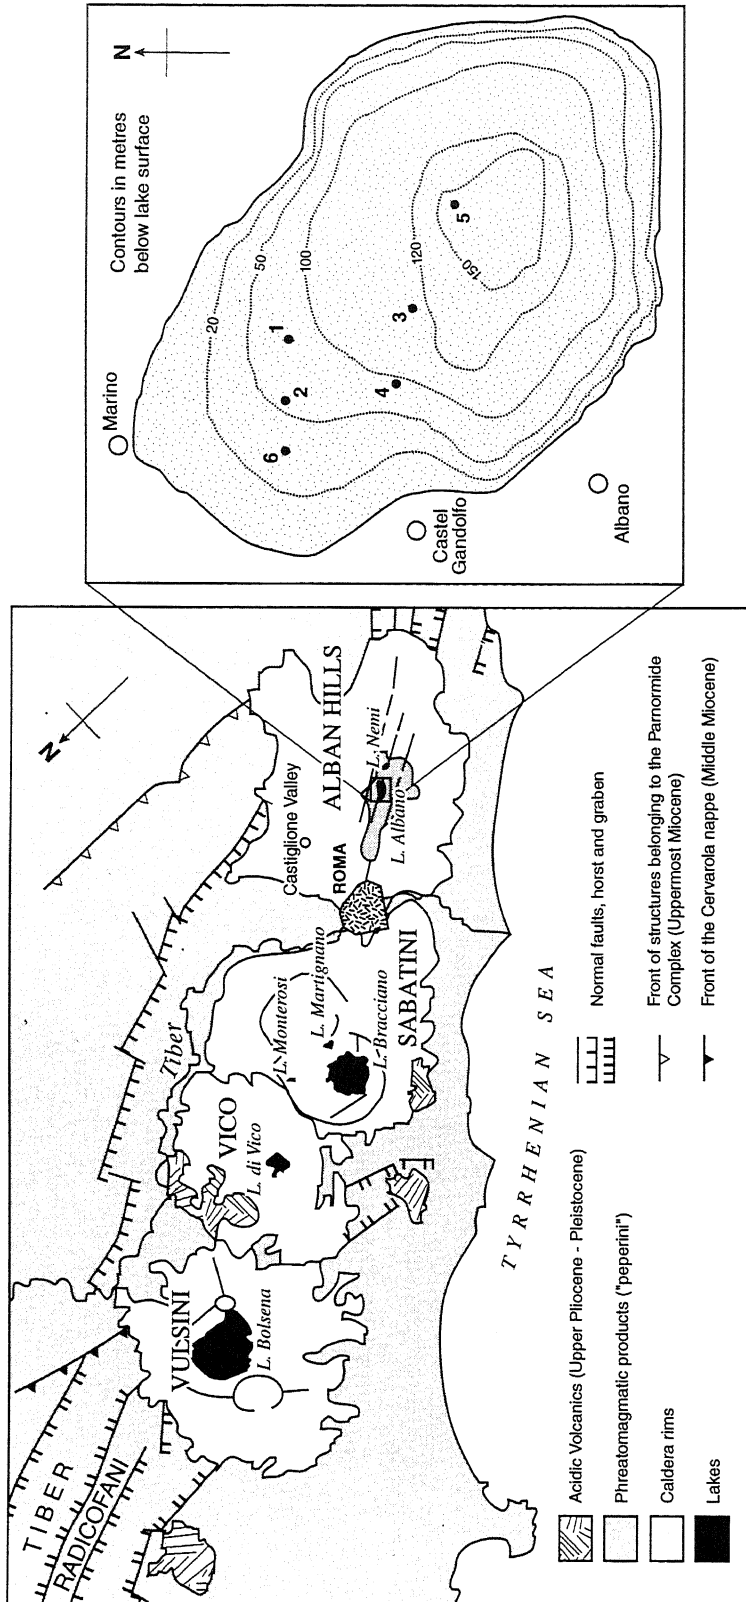 TIBER
RADICOFANI
VULSINI
L. Bolsena
VICO
L. di Vico
Tiber
L. Monterosi
L. Martignano
L. Bracciano
SABATINI
ROMA
Castiglione Valley
ALBAN HILLS
L. Nemi
L. Albano
N
TYRRHENIAN SEA
Acidic Volcanics (Upper Pliocene - Pleistocene)
Phreatomagmatic products ("peperini")
Caldera rims
Lakes
Normal faults, horst and graben
Front of structures belonging to the Parnormide
Complex (Uppermost Miocene)
Front of the Cervarola nappe (Middle Miocene)
Marino
Castel
Gandolfo
Albano
Contours in metres
below lake surface
N
20
50
100
120
150
1
2
3
4
5
6